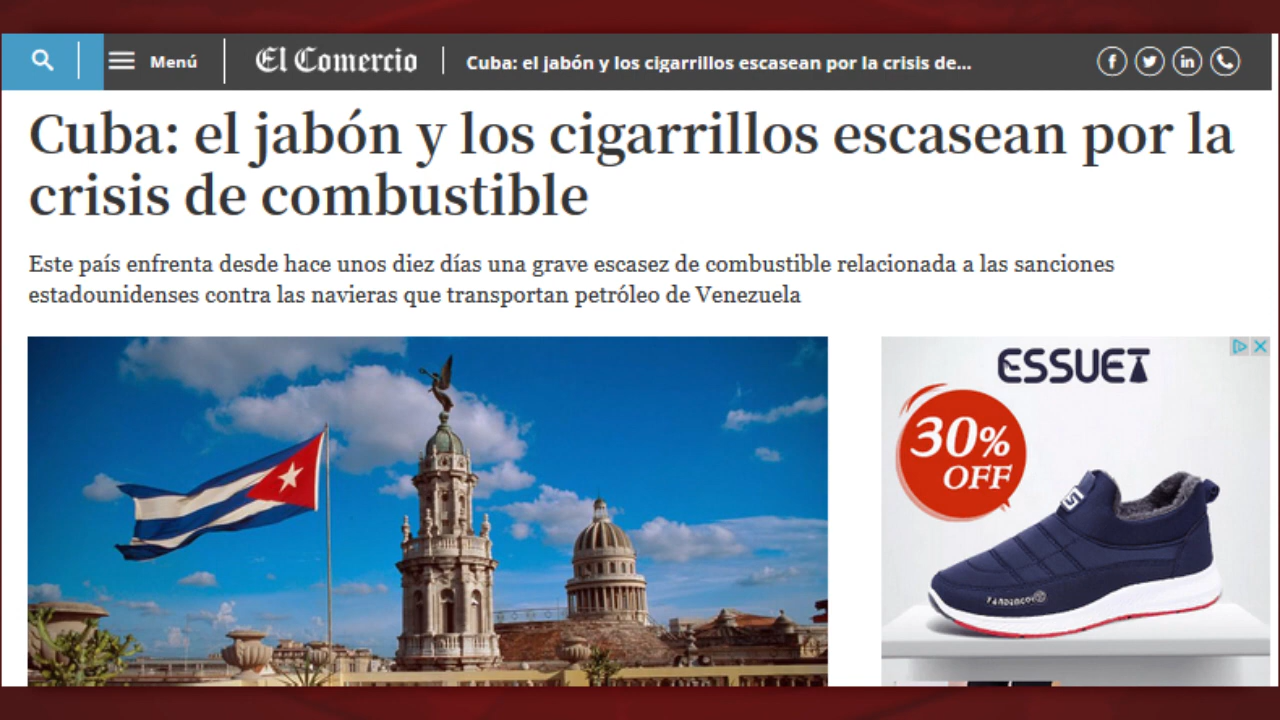 Menú
El Comercio
Cuba: el jabón y los cigarrillos escasean por la crisis de...
Cuba: el jabón y los cigarrillos escasean por la
crisis de combustible
Este país enfrenta desde hace unos diez días una grave escasez de combustible relacionada a las sanciones
estadounidenses contra las navieras que transportan petróleo de Venezuela
ESSUET
30%
OFF